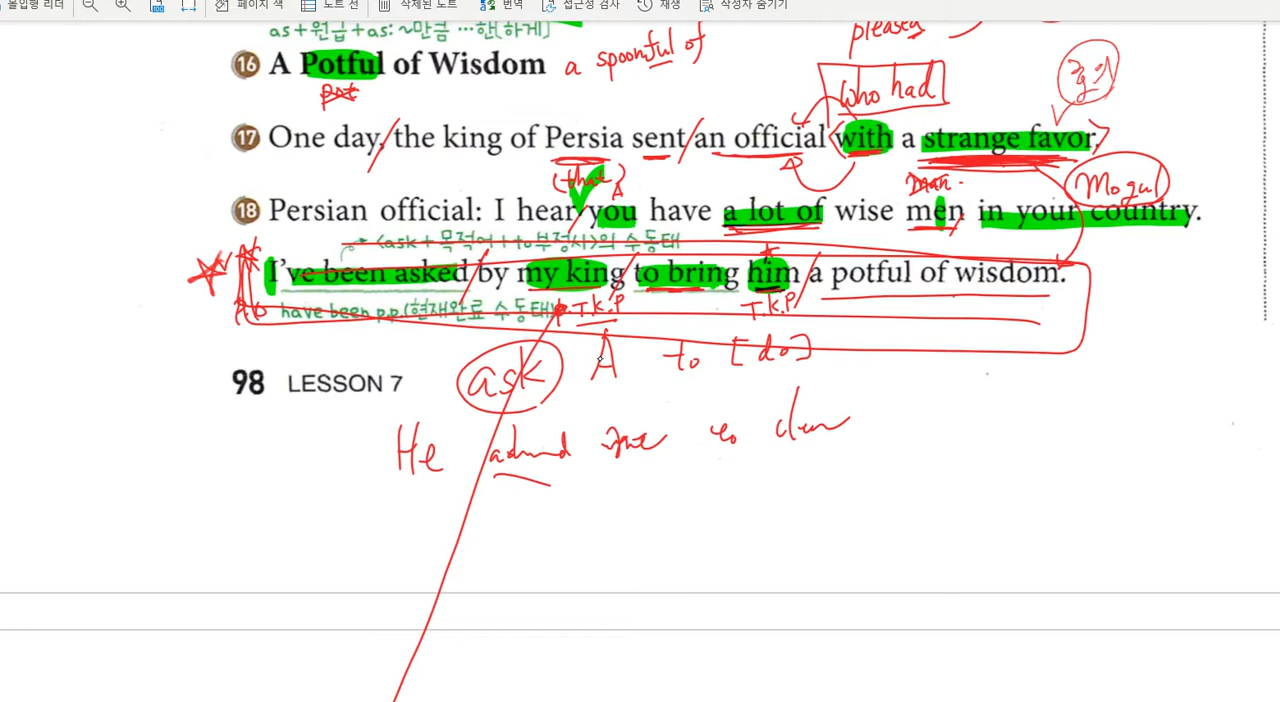 몰입형 리더 페이지 색 노트 선 삭제된 노트 번역 접근성 검사 재생 작성자 숨기기
as+원급+as: ~만큼 …한(하게)
pleased
16 A Potful of Wisdom a spoonful of
pot
who had
17 One day, the king of Persia sent an official with a strange favor.
(that) A
men.
Mogul
18 Persian official: I hear you have a lot of wise men in your country.
<ask+목적어+to부정사>의 수동태
I've been asked by my king to bring him a potful of wisdom.
have been p.p.(현재완료 수동태)
T.K.P T.K.P
ask A to [do]
98 LESSON 7
He to